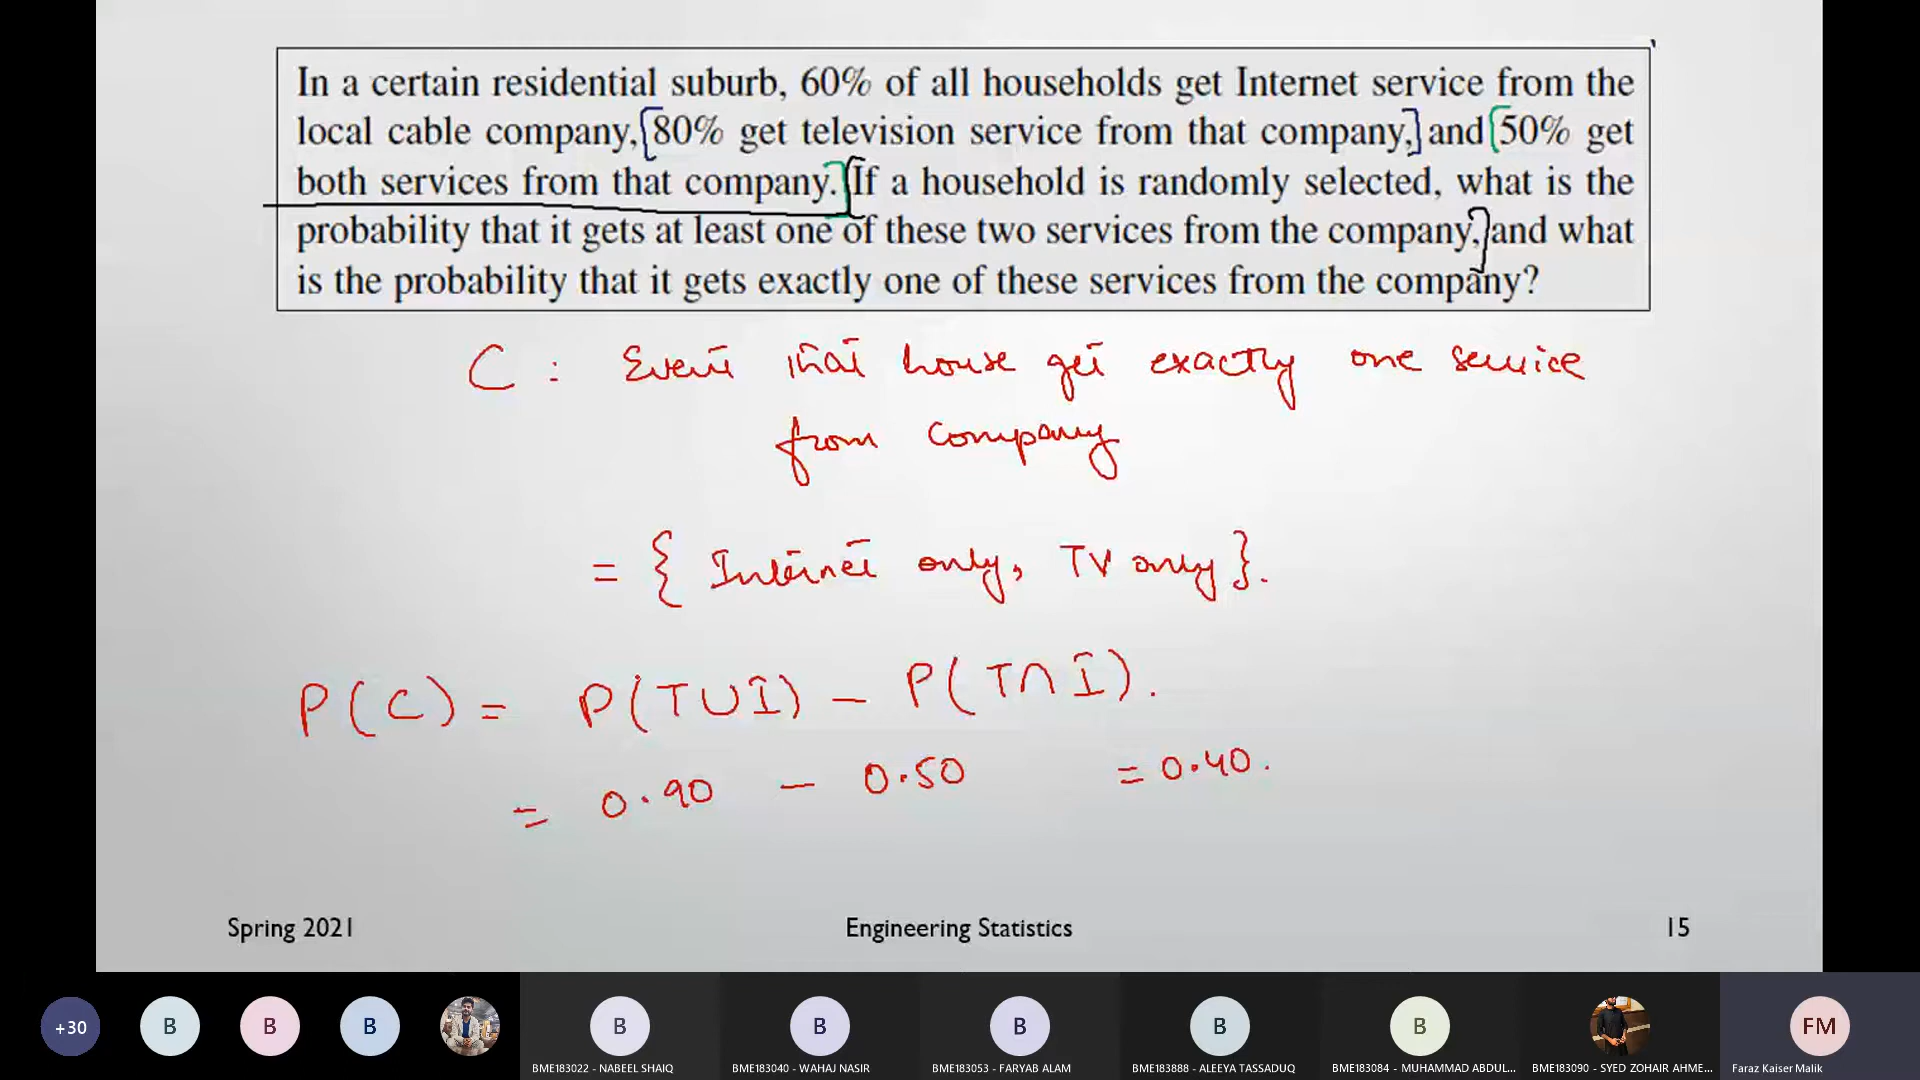 In a certain residential suburb, 60% of all households get Internet service from the
local cable company, [80% get television service from that company,] and [50% get
both services from that company.] [If a household is randomly selected, what is the
probability that it gets at least one of these two services from the company,] and what
is the probability that it gets exactly one of these services from the company?
C : Event that house get exactly one service
from company
= { Internet only, TV only }.
P(C) = P(T∪I) − P(T∩I).
= 0.90 − 0.50 = 0.40.
Spring 2021 Engineering Statistics 15
+30 B B B B B B B B FM
BME183022 - NABEEL SHAIQ BME183040 - WAHAJ NASIR BME183053 - FARYAB ALAM BME183888 - ALEEYA TASSADUQ BME183084 - MUHAMMAD ABDUL... BME183090 - SYED ZOHAIR AHME... Faraz Kaiser Malik